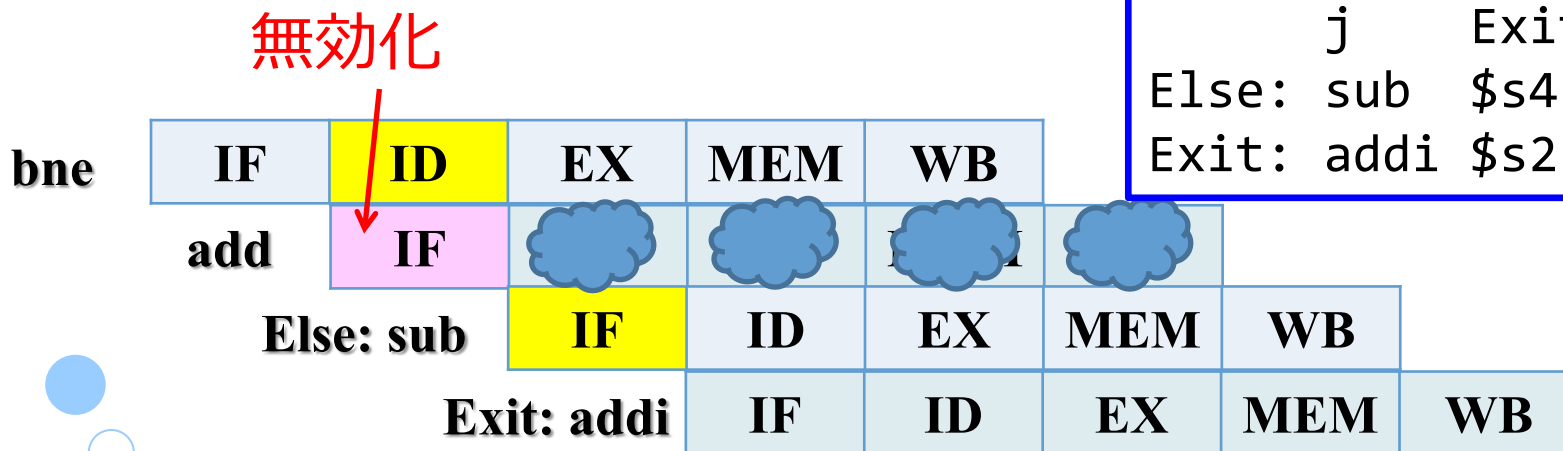 無効化
j Exi
Else: sub $s4
Exit: addi $s2
bne IF ID EX MEM WB
add IF
Else: sub IF ID EX MEM WB
Exit: addi IF ID EX MEM WB